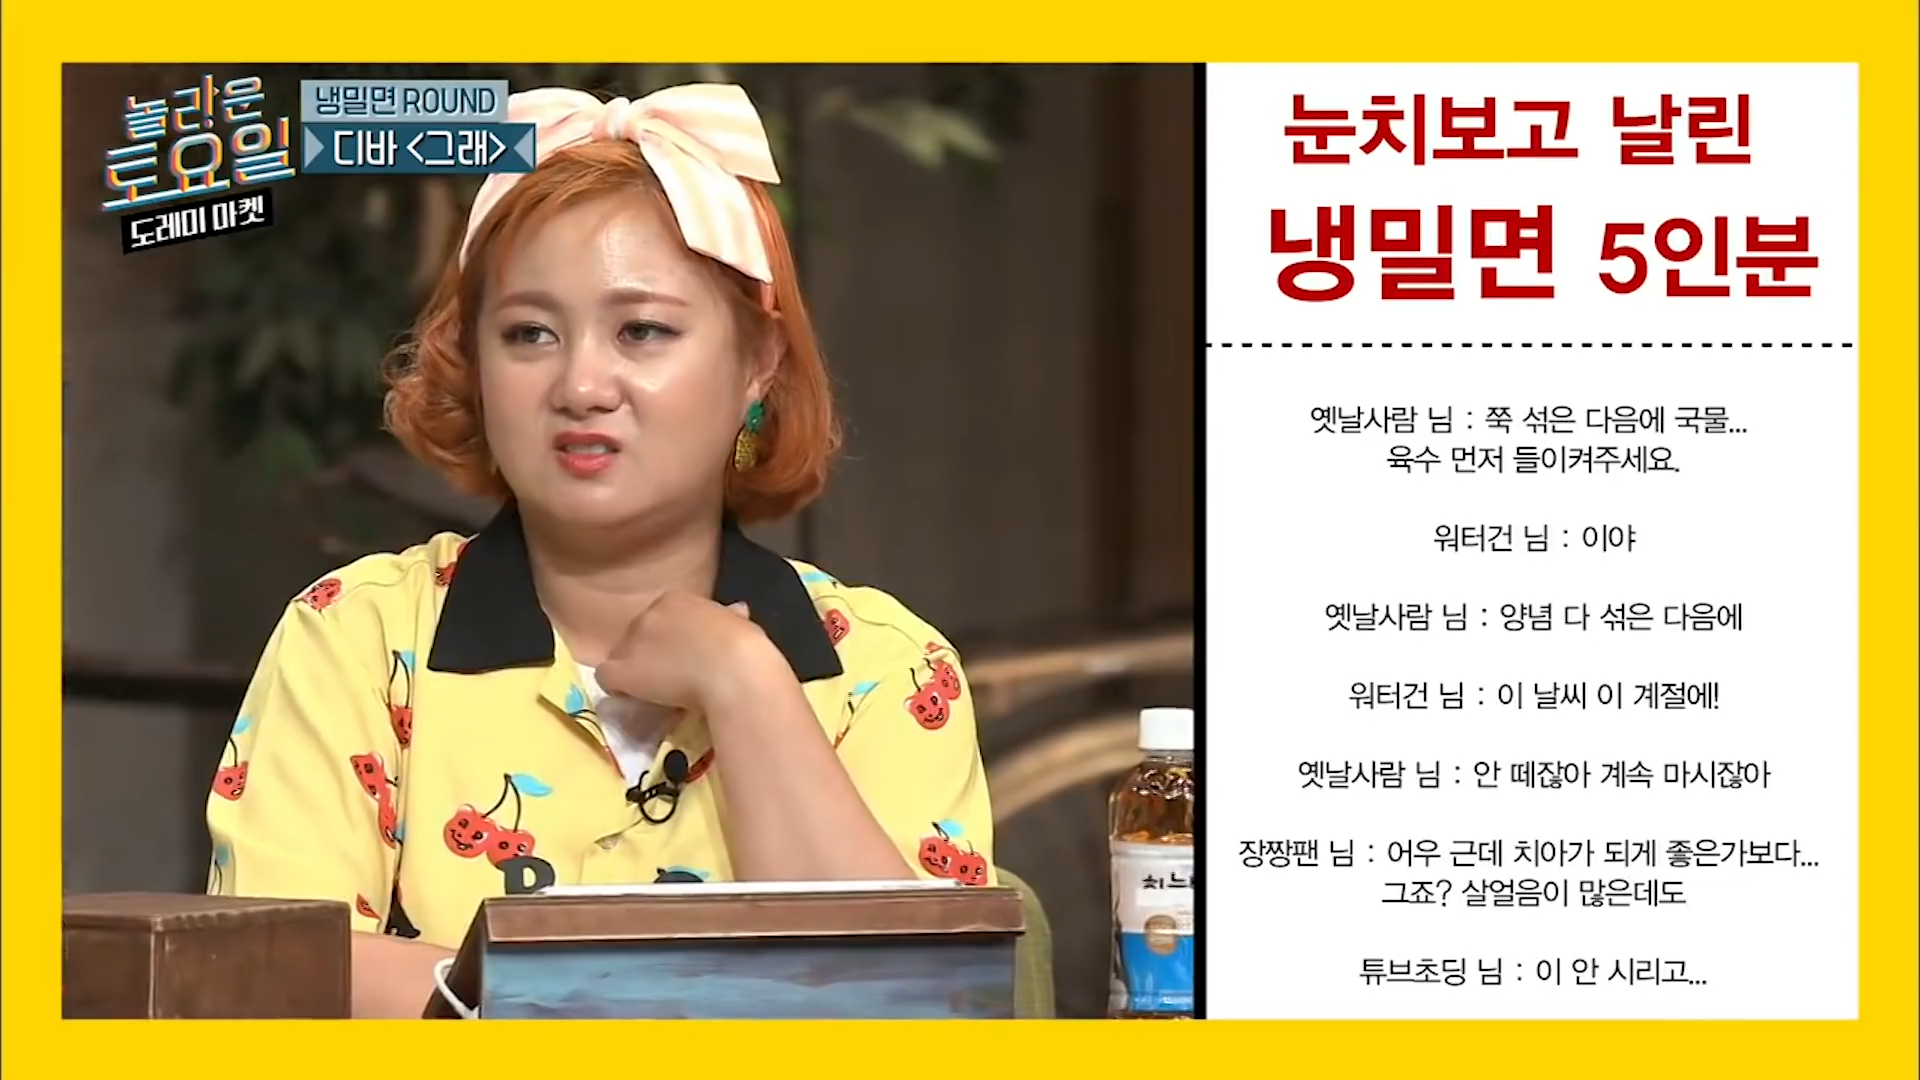 놀라운
토요일
도레미 마켓
냉밀면 ROUND
디바 <그래>
눈치보고 날린
냉밀면 5인분
옛날사람 님 : 쭉 섞은 다음에 국물...
육수 먼저 들이켜주세요.
워터건 님 : 이야
옛날사람 님 : 양념 다 섞은 다음에
워터건 님 : 이 날씨 이 계절에!
옛날사람 님 : 안 떼잖아 계속 마시잖아
장짱팬 님 : 어우 근데 치아가 되게 좋은가보다...
그죠? 살얼음이 많은데도
튜브초딩 님 : 이 안 시리고...